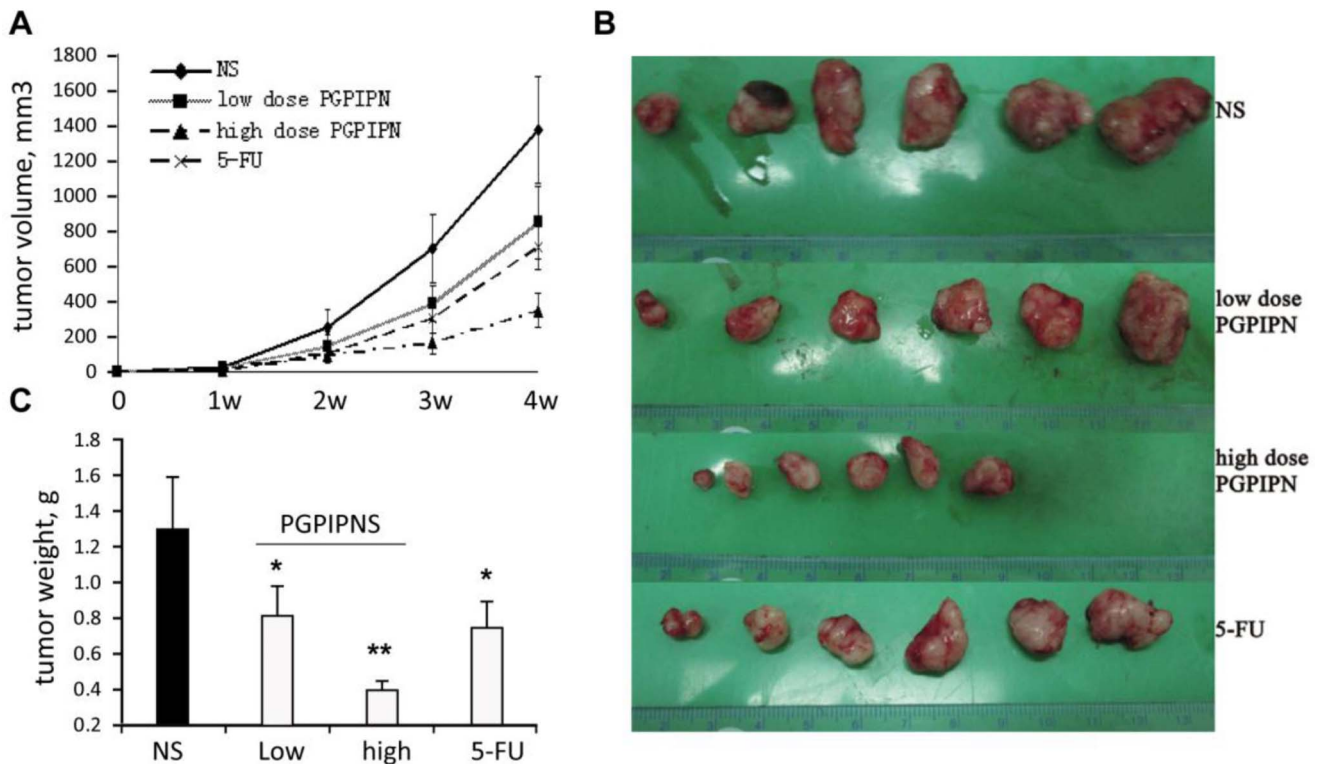 A
tumor volume, mm3
1800
1600
1400
1200
1000
800
600
400
200
0
NS
low dose PGPIPN
high dose PGPIPN
5-FU
0 1w 2w 3w 4w
B
NS
low dose
PGPIPN
high dose
PGPIPN
5-FU
C
tumor weight, g
1.8
1.6
1.4
1.2
1.0
0.8
0.6
0.4
0.2
PGPIPNS
* ** *
NS Low high 5-FU